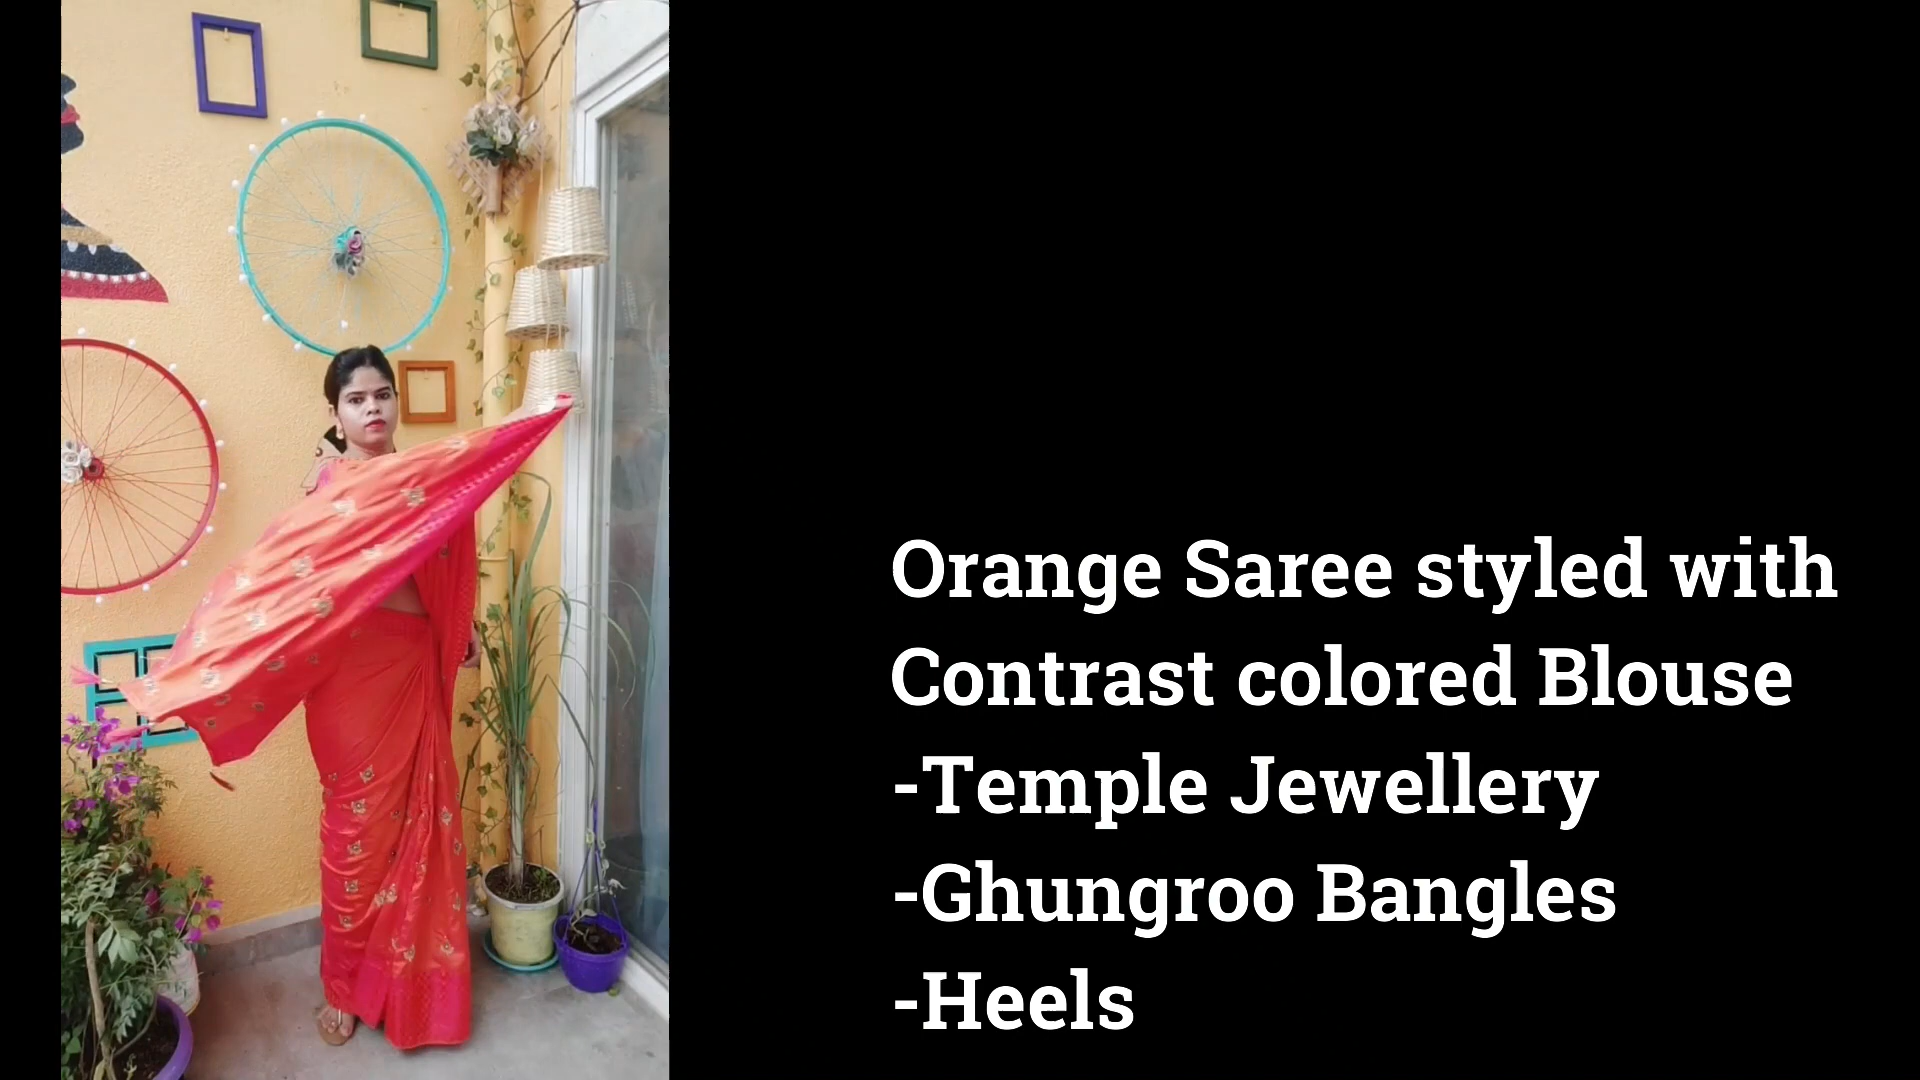 Orange Saree styled with
Contrast colored Blouse
-Temple Jewellery
-Ghungroo Bangles
-Heels